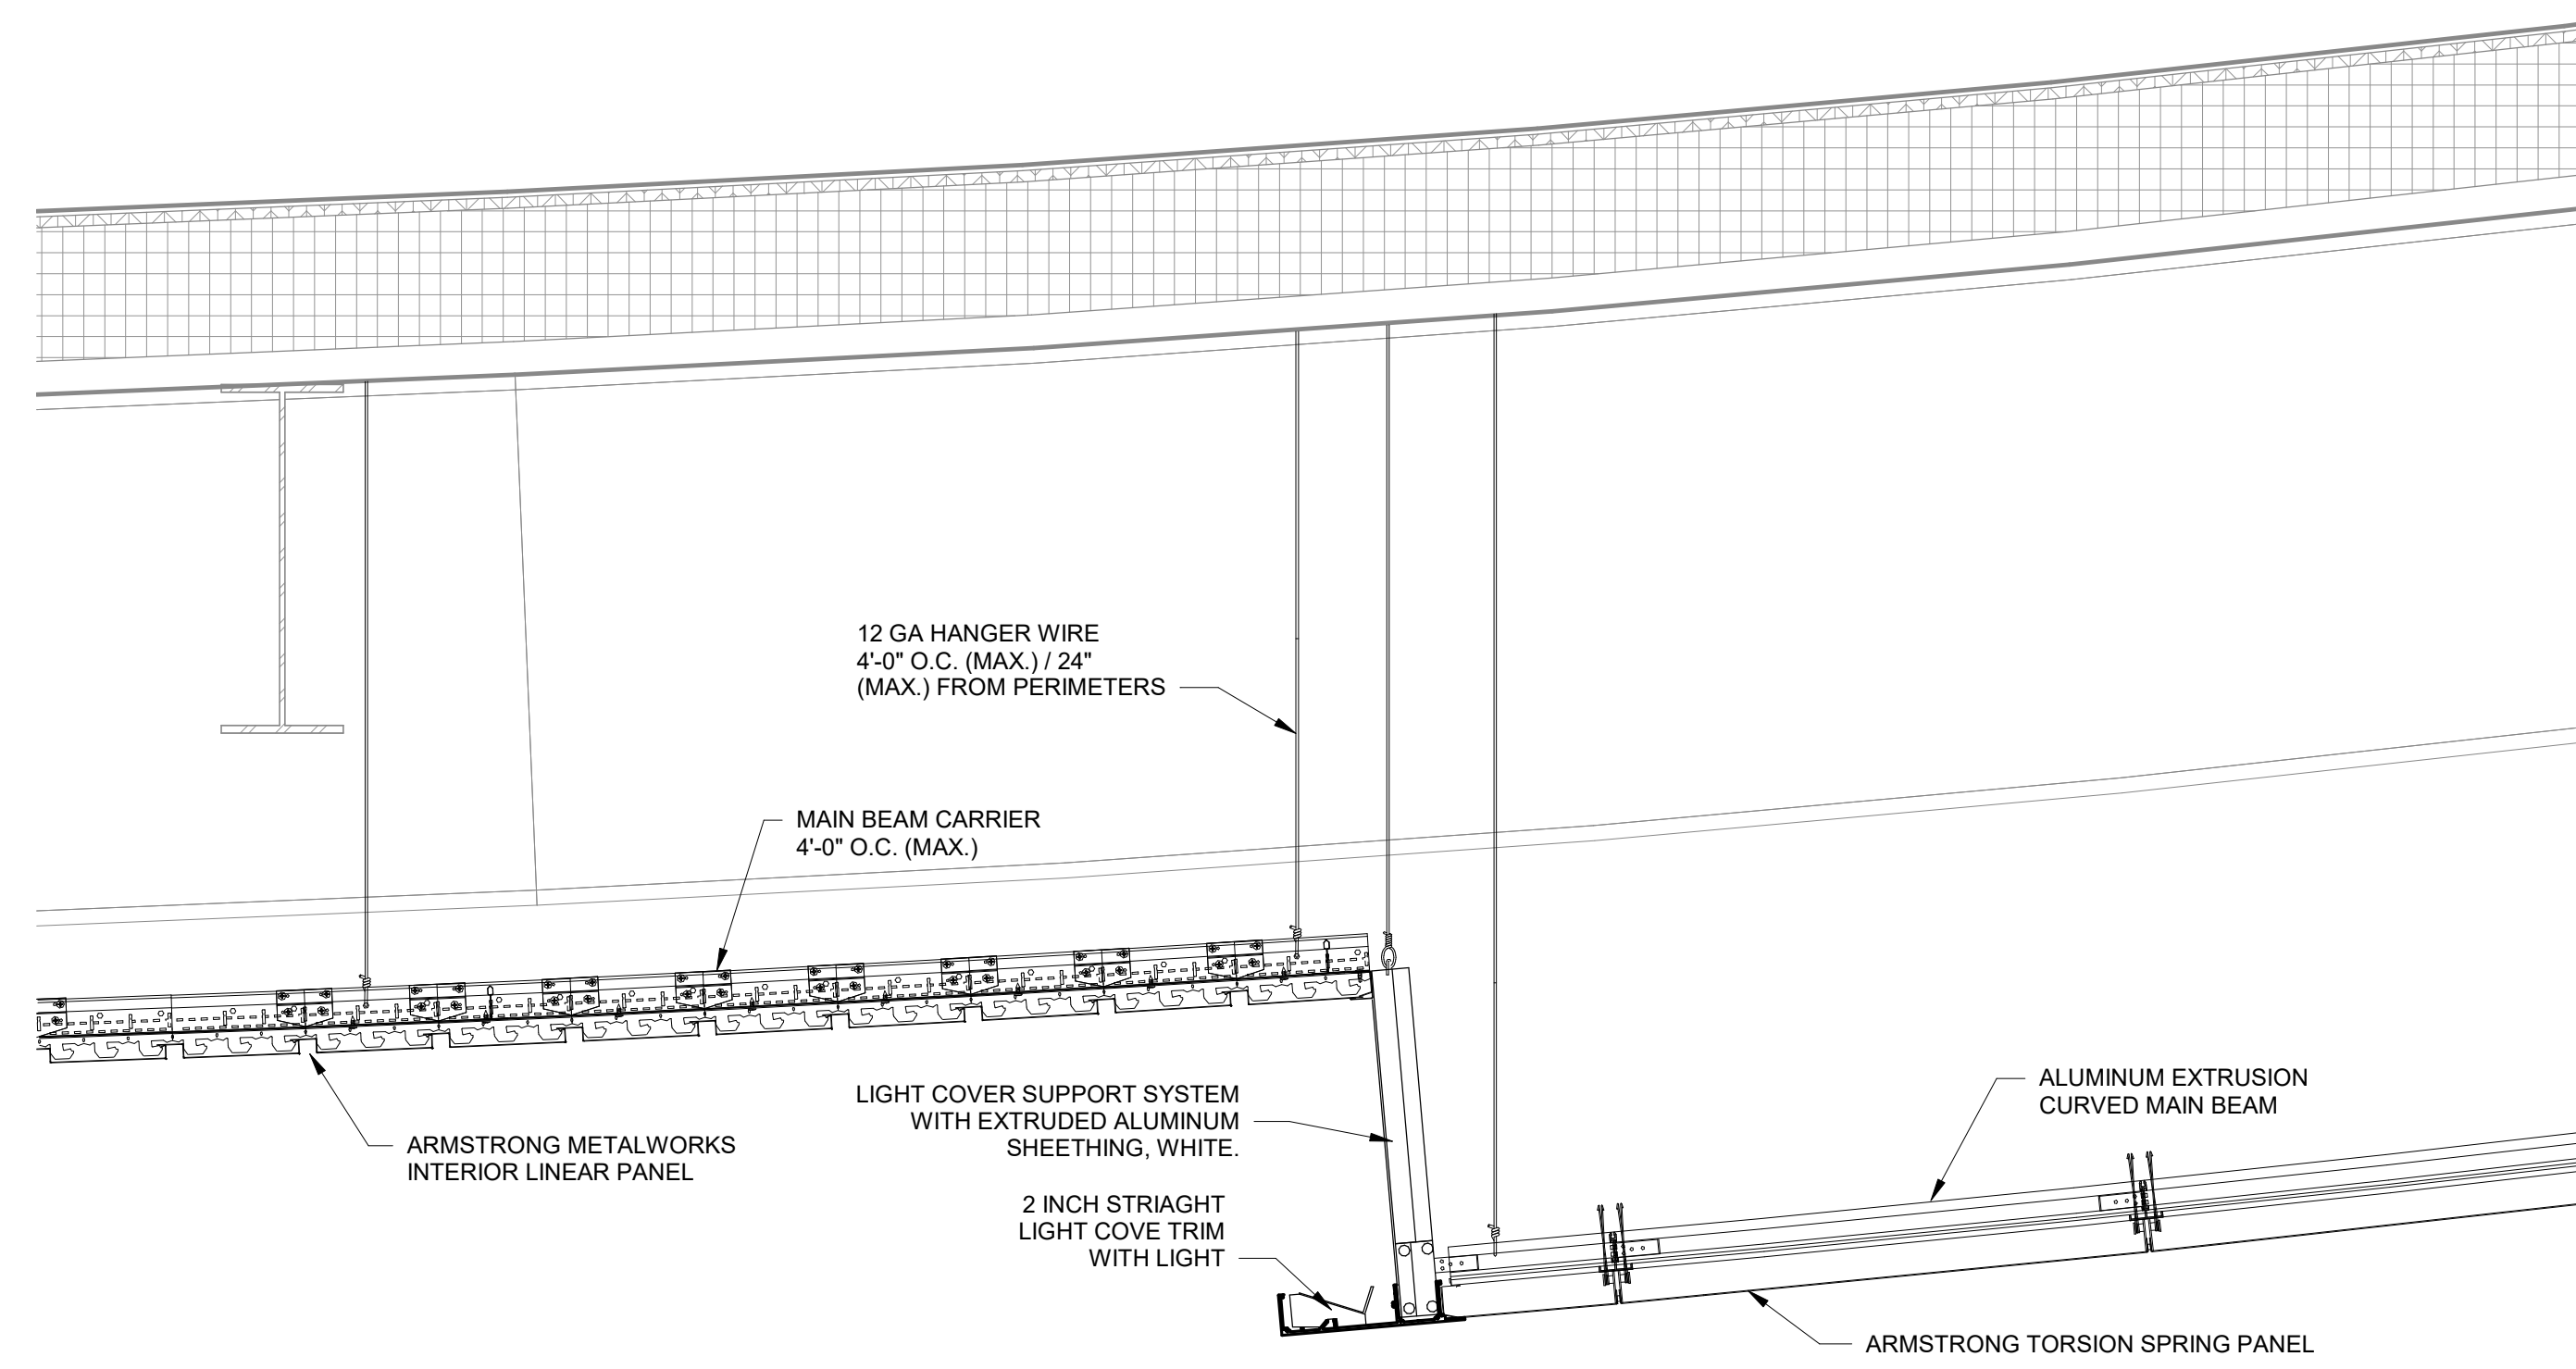 12 GA HANGER WIRE
4'-0" O.C. (MAX.) / 24"
(MAX.) FROM PERIMETERS
MAIN BEAM CARRIER
4'-0" O.C. (MAX.)
LIGHT COVER SUPPORT SYSTEM
WITH EXTRUDED ALUMINUM
SHEETHING, WHITE.
ALUMINUM EXTRUSION
CURVED MAIN BEAM
ARMSTRONG METALWORKS
INTERIOR LINEAR PANEL
2 INCH STRIAGHT
LIGHT COVE TRIM
WITH LIGHT
ARMSTRONG TORSION SPRING PANEL